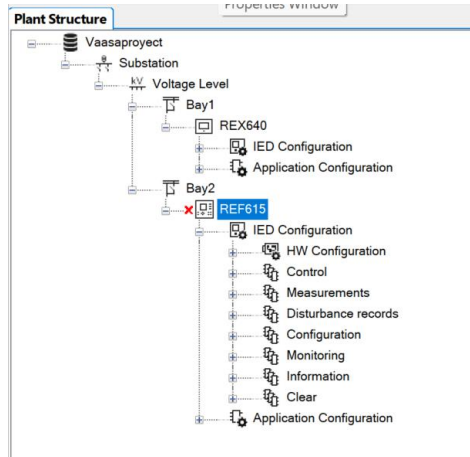 Properties Window
Plant Structure
Vaasaproyect
Substation
kV Voltage Level
Bay1
REX640
IED Configuration
Application Configuration
Bay2
REF615
IED Configuration
HW Configuration
Control
Measurements
Disturbance records
Configuration
Monitoring
Information
Clear
Application Configuration